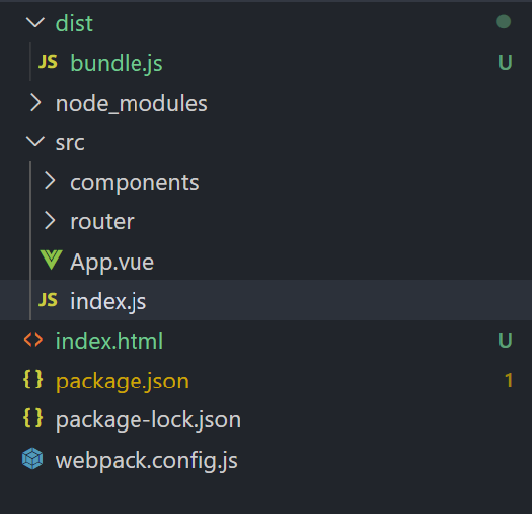 dist
JS bundle.js U
node_modules
src
components
router
App.vue
JS index.js
<> index.html U
{} package.json 1
{} package-lock.json
webpack.config.js